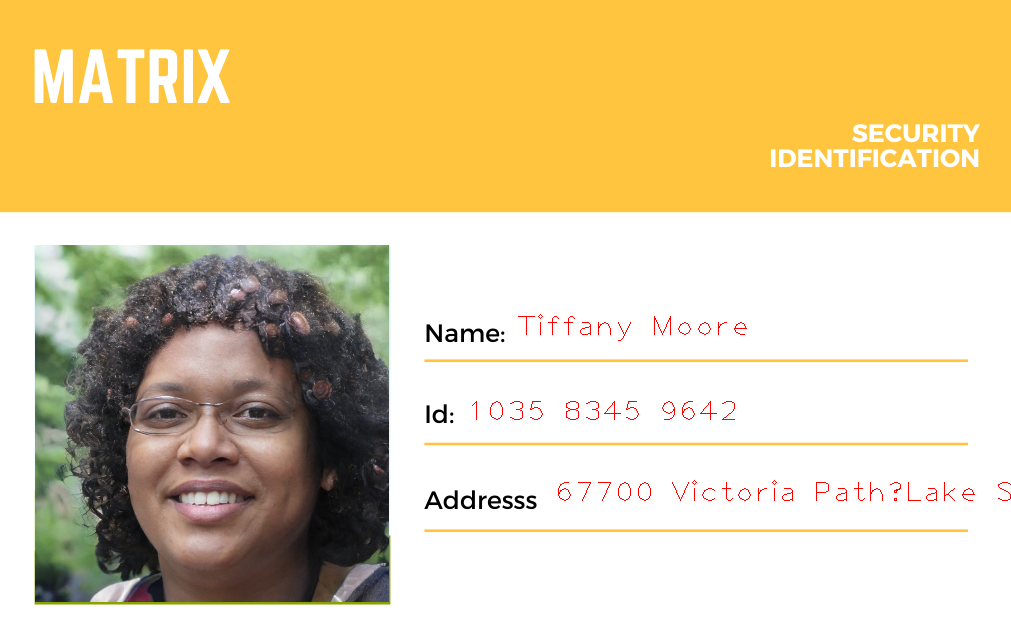 MATRIX
SECURITY
IDENTIFICATION
Name: Tiffany Moore
Id: 1035 8345 9642
Addresss 67700 Victoria Path?Lake S